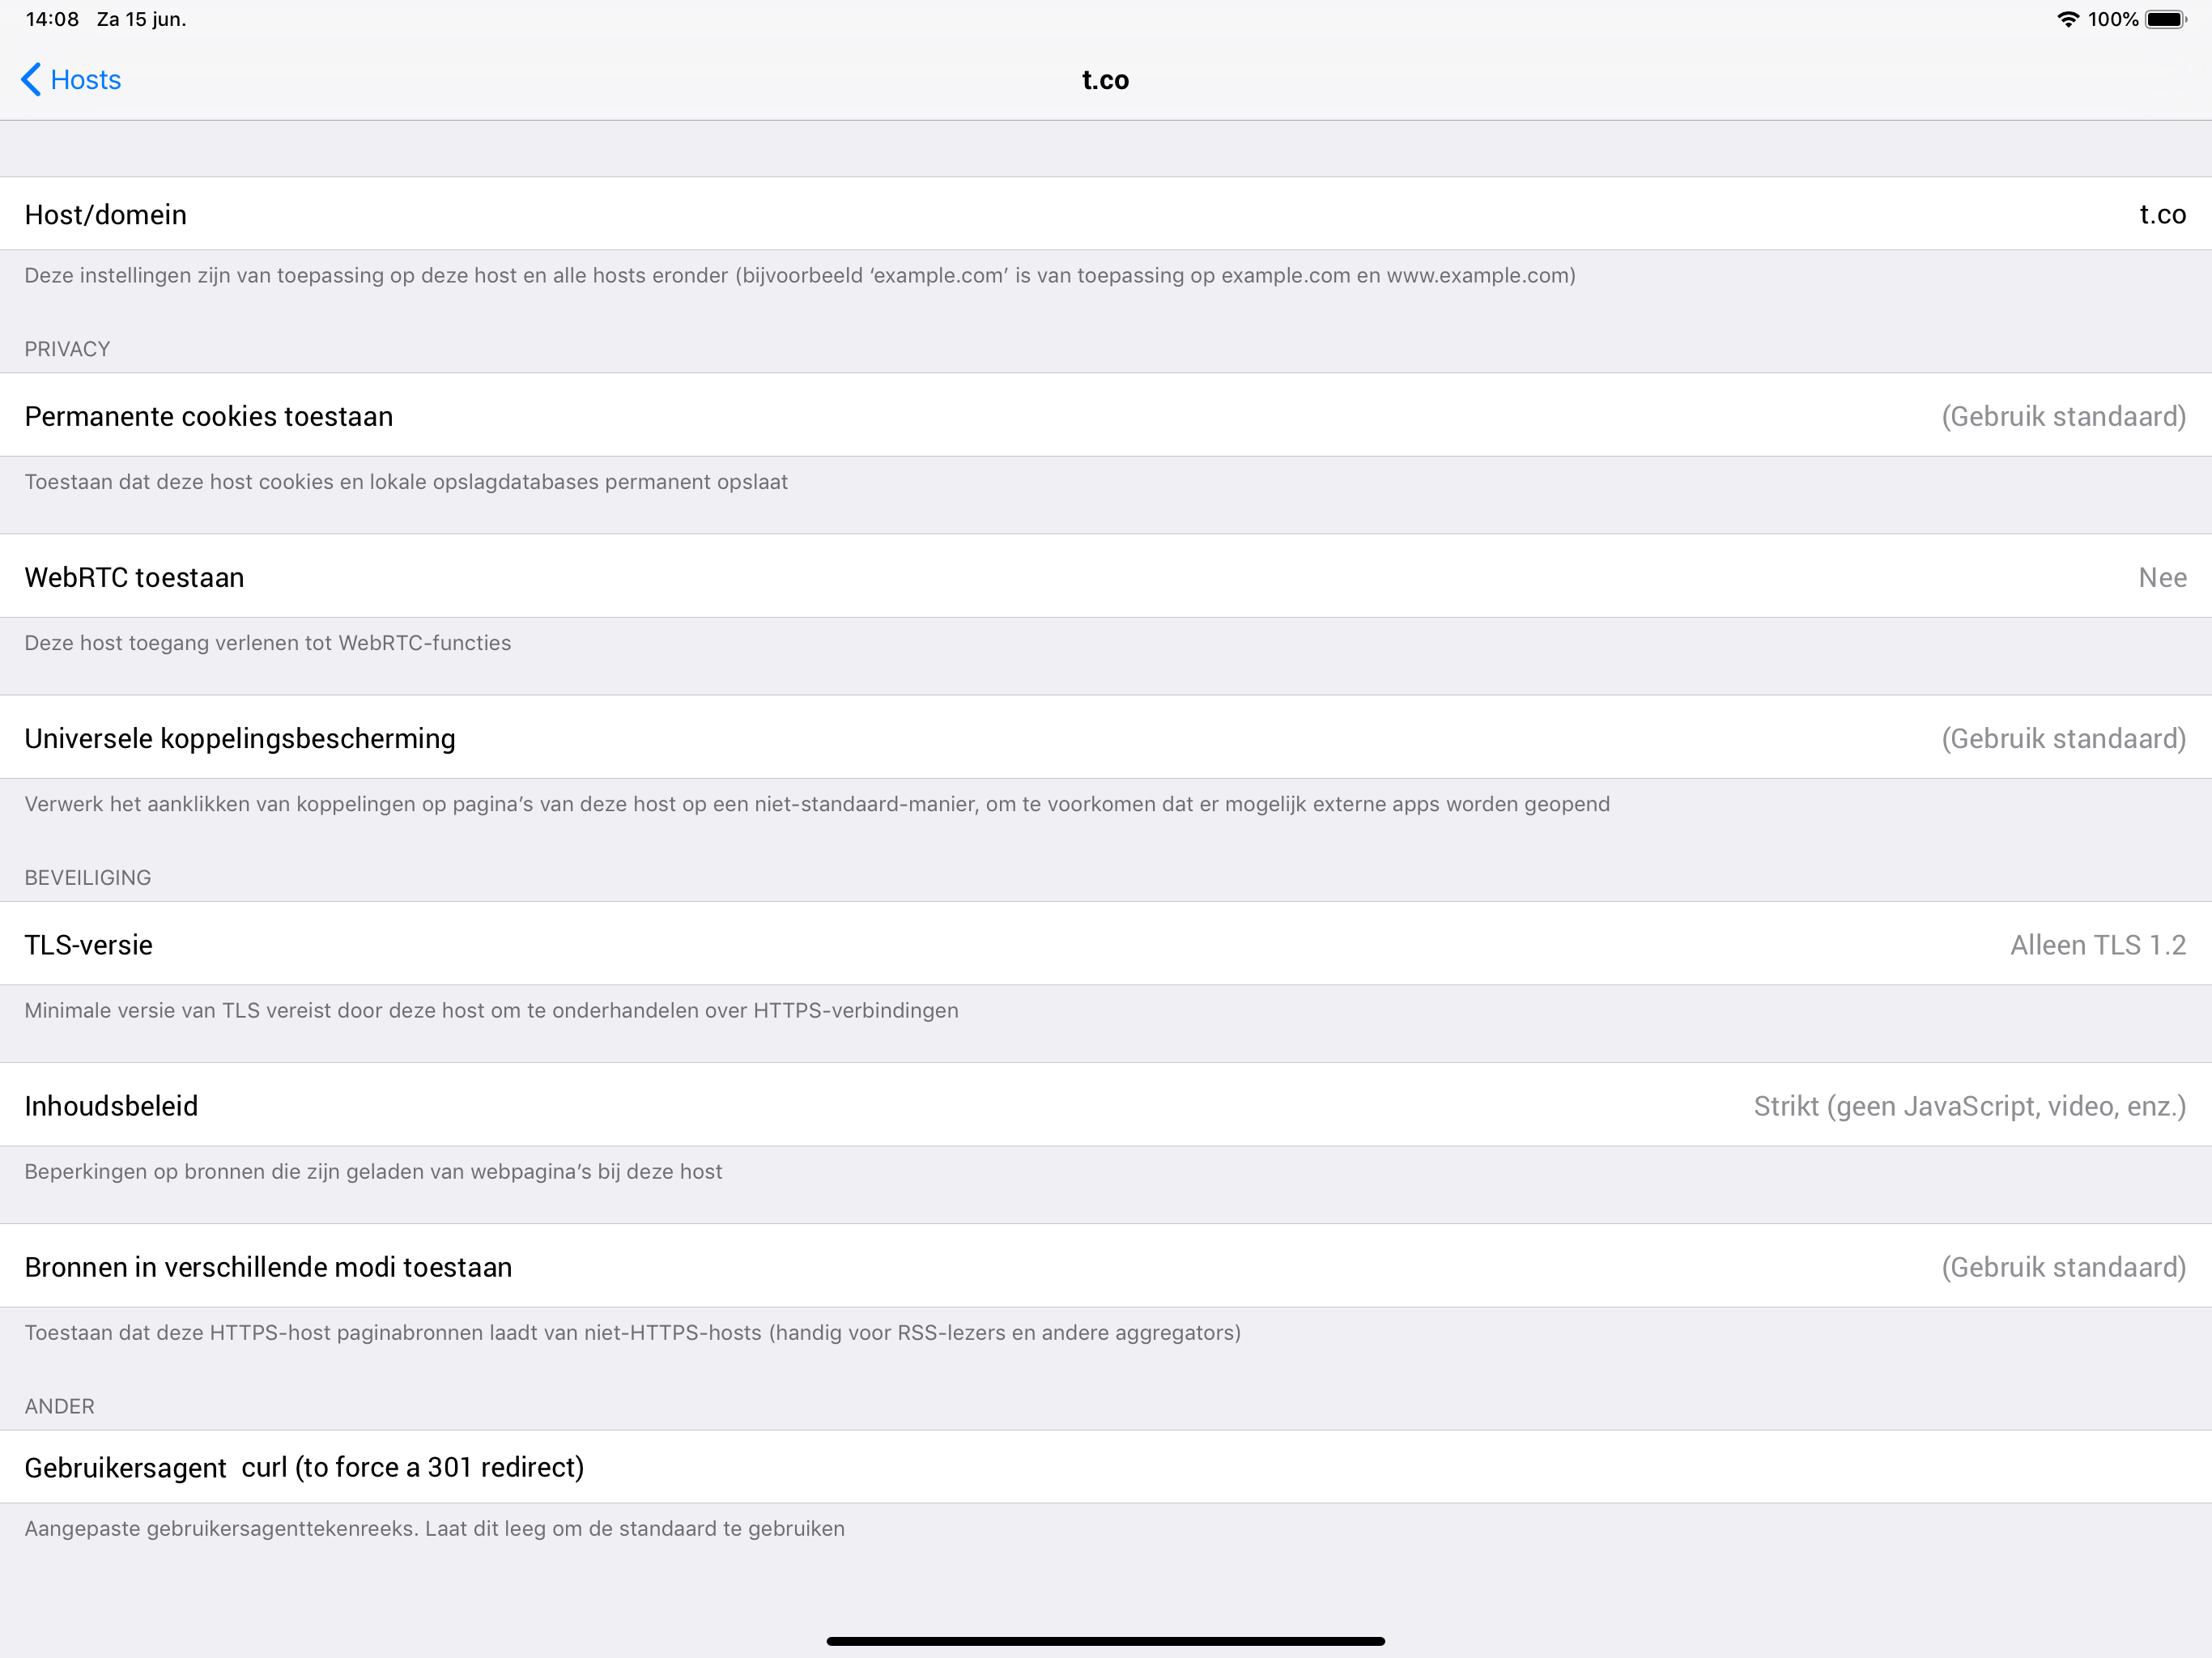 14:08 Za 15 jun. 100%
Hosts t.co
Host/domein t.co
Deze instellingen zijn van toepassing op deze host en alle hosts eronder (bijvoorbeeld ‘example.com’ is van toepassing op example.com en www.example.com)
PRIVACY
Permanente cookies toestaan (Gebruik standaard)
Toestaan dat deze host cookies en lokale opslagdatabases permanent opslaat
WebRTC toestaan Nee
Deze host toegang verlenen tot WebRTC-functies
Universele koppelingsbescherming (Gebruik standaard)
Verwerk het aanklikken van koppelingen op pagina’s van deze host op een niet-standaard-manier, om te voorkomen dat er mogelijk externe apps worden geopend
BEVEILIGING
TLS-versie Alleen TLS 1.2
Minimale versie van TLS vereist door deze host om te onderhandelen over HTTPS-verbindingen
Inhoudsbeleid Strikt (geen JavaScript, video, enz.)
Beperkingen op bronnen die zijn geladen van webpagina’s bij deze host
Bronnen in verschillende modi toestaan (Gebruik standaard)
Toestaan dat deze HTTPS-host paginabronnen laadt van niet-HTTPS-hosts (handig voor RSS-lezers en andere aggregators)
ANDER
Gebruikersagent curl (to force a 301 redirect)
Aangepaste gebruikersagenttekenreeks. Laat dit leeg om de standaard te gebruiken